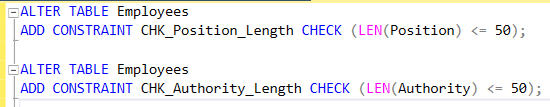 ALTER TABLE Employees
ADD CONSTRAINT CHK_Position_Length CHECK (LEN(Position) <= 50);
ALTER TABLE Employees
ADD CONSTRAINT CHK_Authority_Length CHECK (LEN(Authority) <= 50);